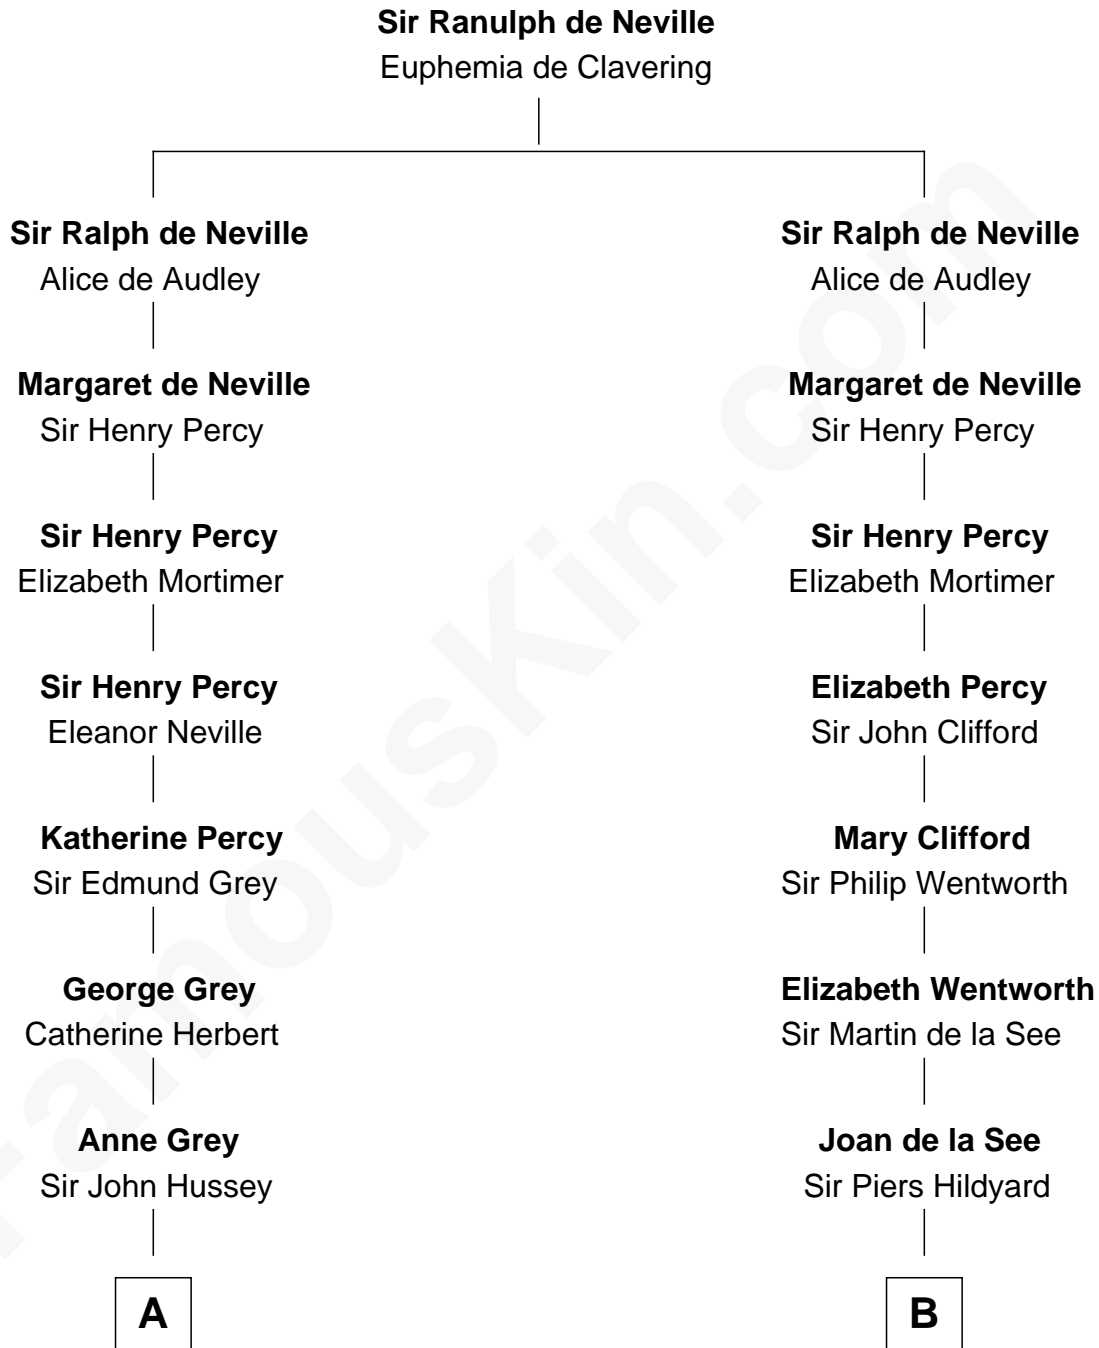 Sir Ranulph de Neville
Euphemia de Clavering
Sir Ralph de Neville
Alice de Audley
Margaret de Neville
Sir Henry Percy
Sir Henry Percy
Elizabeth Mortimer
Sir Henry Percy
Eleanor Neville
Katherine Percy
Sir Edmund Grey
George Grey
Catherine Herbert
Anne Grey
Sir John Hussey
A
Sir Ralph de Neville
Alice de Audley
Margaret de Neville
Sir Henry Percy
Sir Henry Percy
Elizabeth Mortimer
Elizabeth Percy
Sir John Clifford
Mary Clifford
Sir Philip Wentworth
Elizabeth Wentworth
Sir Martin de la See
Joan de la See
Sir Piers Hildyard
B
FamousKin.com